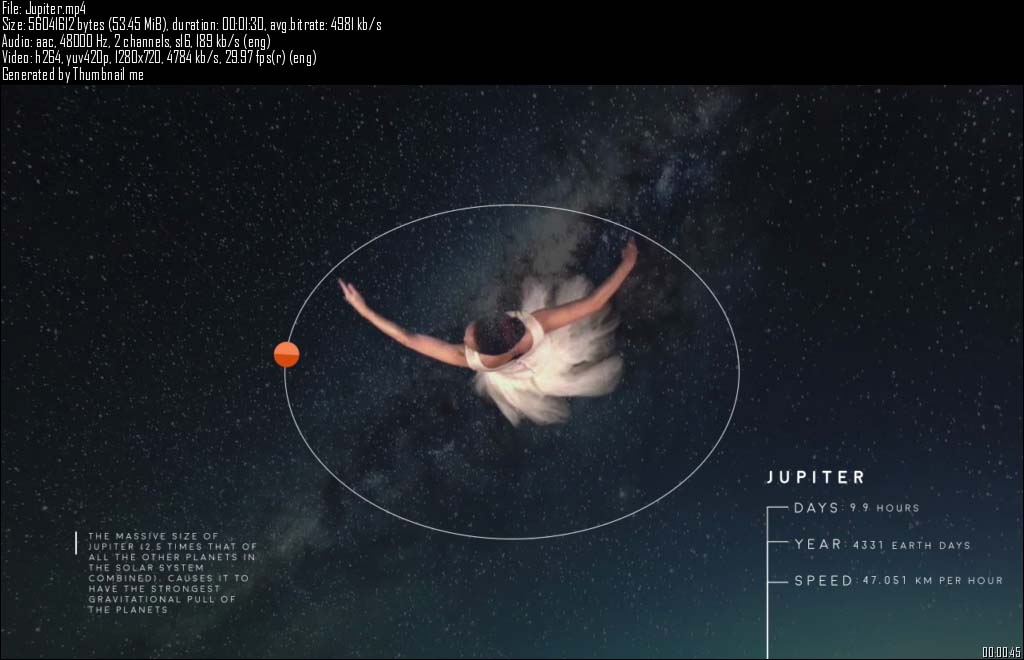 File: Jupiter.mp4
Size: 56041612 bytes (53.45 MiB), duration: 00:01:30, avg.bitrate: 4981 kb/s
Audio: aac, 48000 Hz, 2 channels, s16, 189 kb/s (eng)
Video: h264, yuv420p, 1280x720, 4784 kb/s, 29.97 fps(r) (eng)
Generated by Thumbnail me
JUPITER
DAYS: 9.9 HOURS
YEAR: 4331 EARTH DAYS
SPEED: 47.051 KM PER HOUR
THE MASSIVE SIZE OF
JUPITER (2.5 TIMES THAT OF
ALL THE OTHER PLANETS IN
THE SOLAR SYSTEM
COMBINED), CAUSES IT TO
HAVE THE STRONGEST
GRAVITATIONAL PULL OF
THE PLANETS
00:00:45